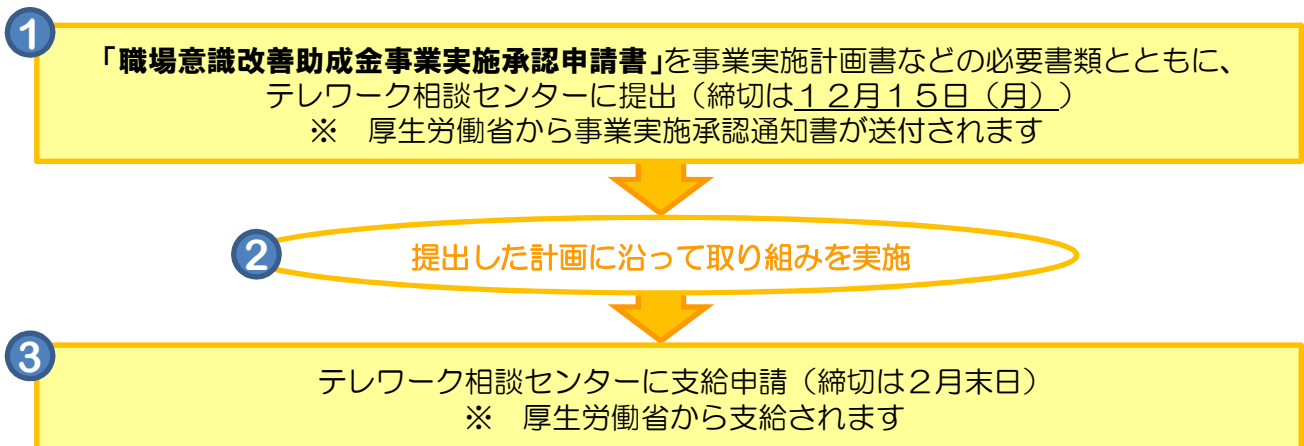 1
「職場意識改善助成金事業実施承認申請書」を事業実施計画書などの必要書類とともに、
テレワーク相談センターに提出（締切は１２月１５日（月））
※　厚生労働省から事業実施承認通知書が送付されます
2
提出した計画に沿って取り組みを実施
3
テレワーク相談センターに支給申請（締切は２月末日）
※　厚生労働省から支給されます